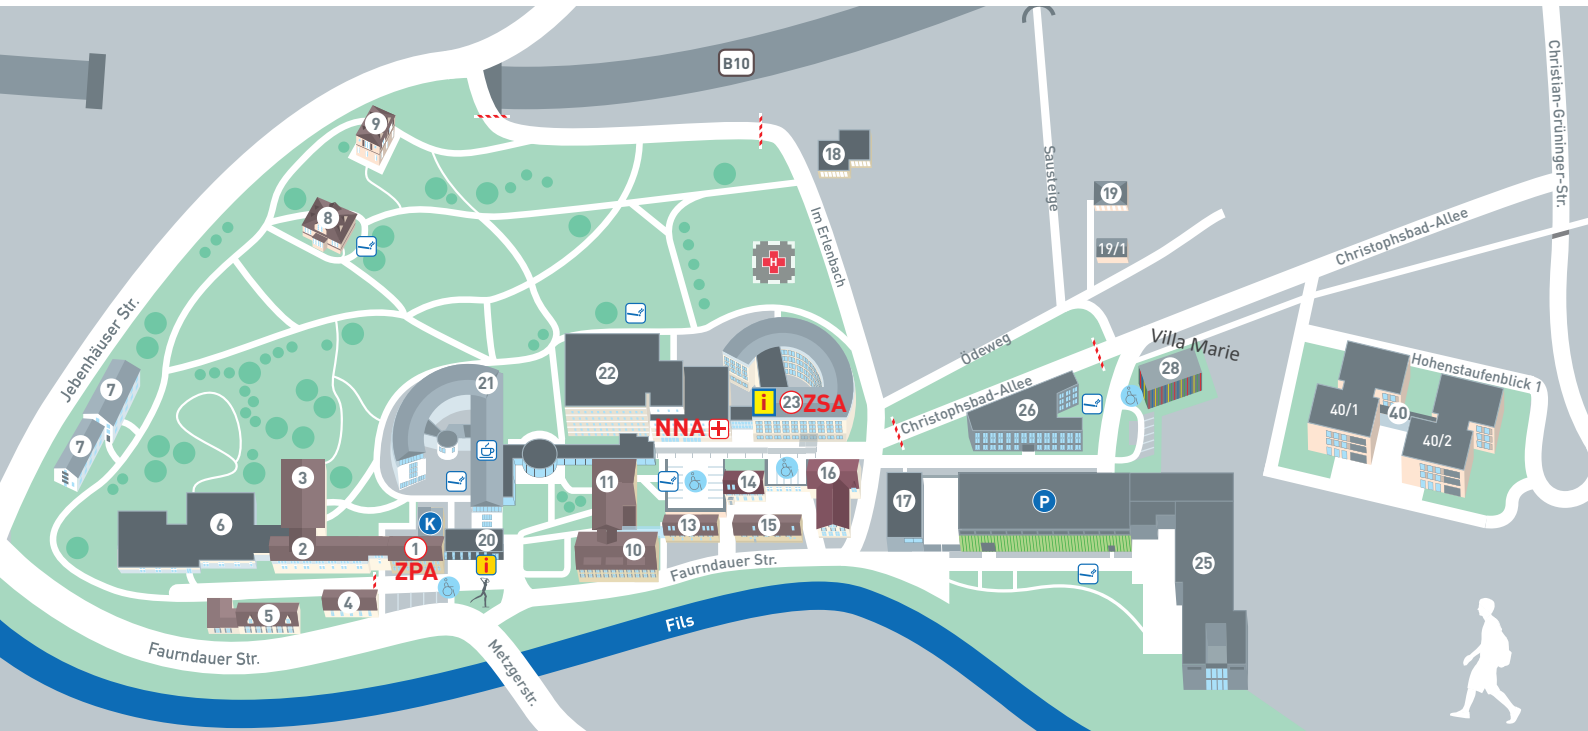 B10
9
18
Sausteige
Christian-Grüninger-Str.
19
8
Im Erlenbach
Christophsbad-Allee
19/1
H
Jebenhäuser Str.
Villa Marie
Ödeweg
Hohenstaufenblick 1
7
21
22
28
i
23
ZSA
Christophsbad-Allee
26
40/1
40
NNA
40/2
7
3
11
14
16
17
P
6
K
13
15
2
1
20
10
ZPA
i
Faurndauer Str.
25
4
5
Fils
Faurndauer Str.
Metzgerstr.